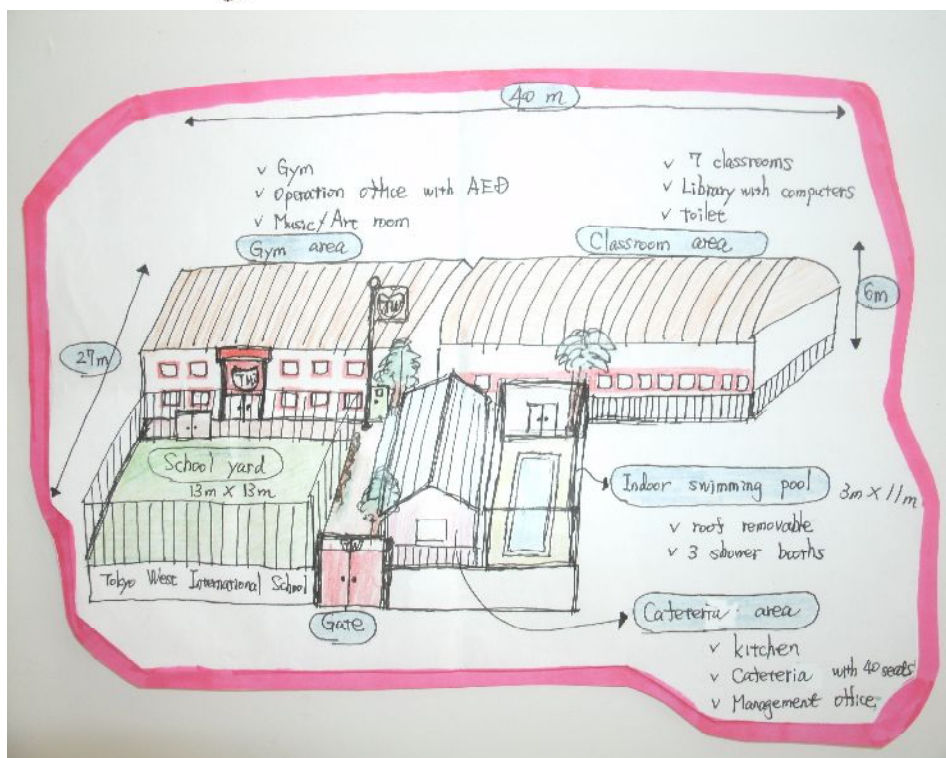 40 m
v Gym
v Operation office with AED
v Music/Art room
Gym area
v 7 classrooms
v Library with computers
v toilet
Classroom area
6m
27m
TW
TWS
School yard
13m X 13m
Indoor swimming pool 3m X 11m
v roof removable
v 3 shower booths
Tokyo West International School
Gate
Cafeteria area
v kitchen
v Cafeteria with 40 seats
v Management office